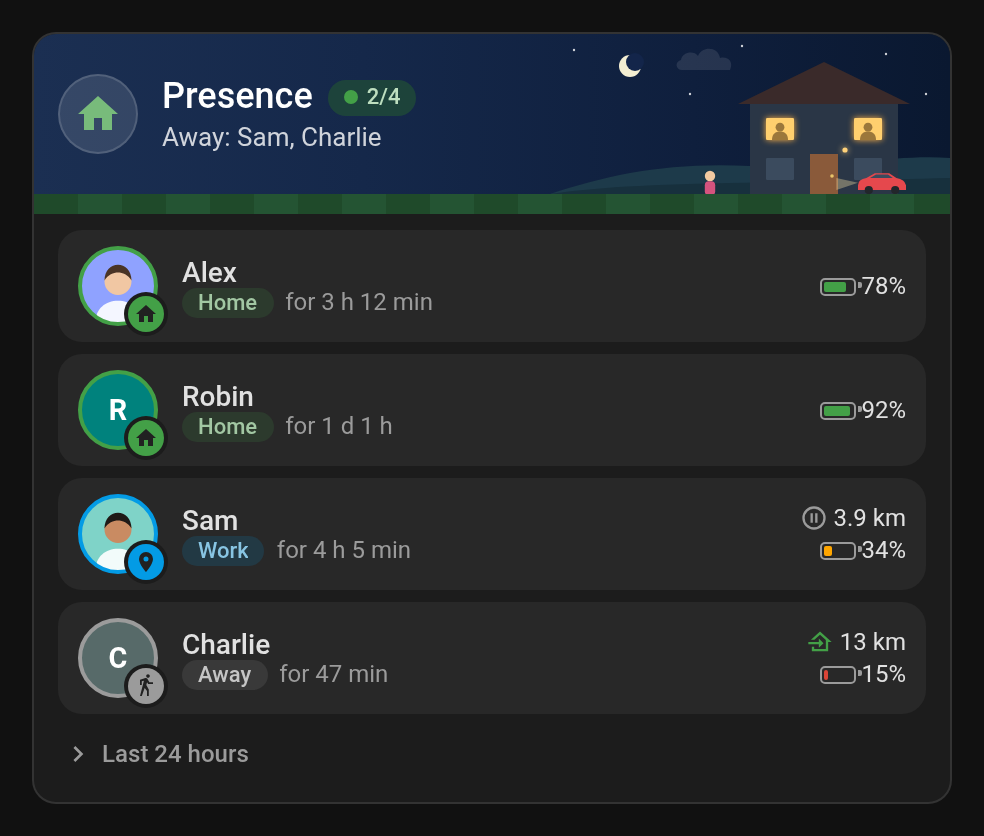 Presence
2/4
Away: Sam, Charlie
Alex
Home for 3 h 12 min
78%
R
Robin
Home for 1 d 1 h
92%
Sam
Work for 4 h 5 min
3.9 km
34%
C
Charlie
Away for 47 min
13 km
15%
Last 24 hours